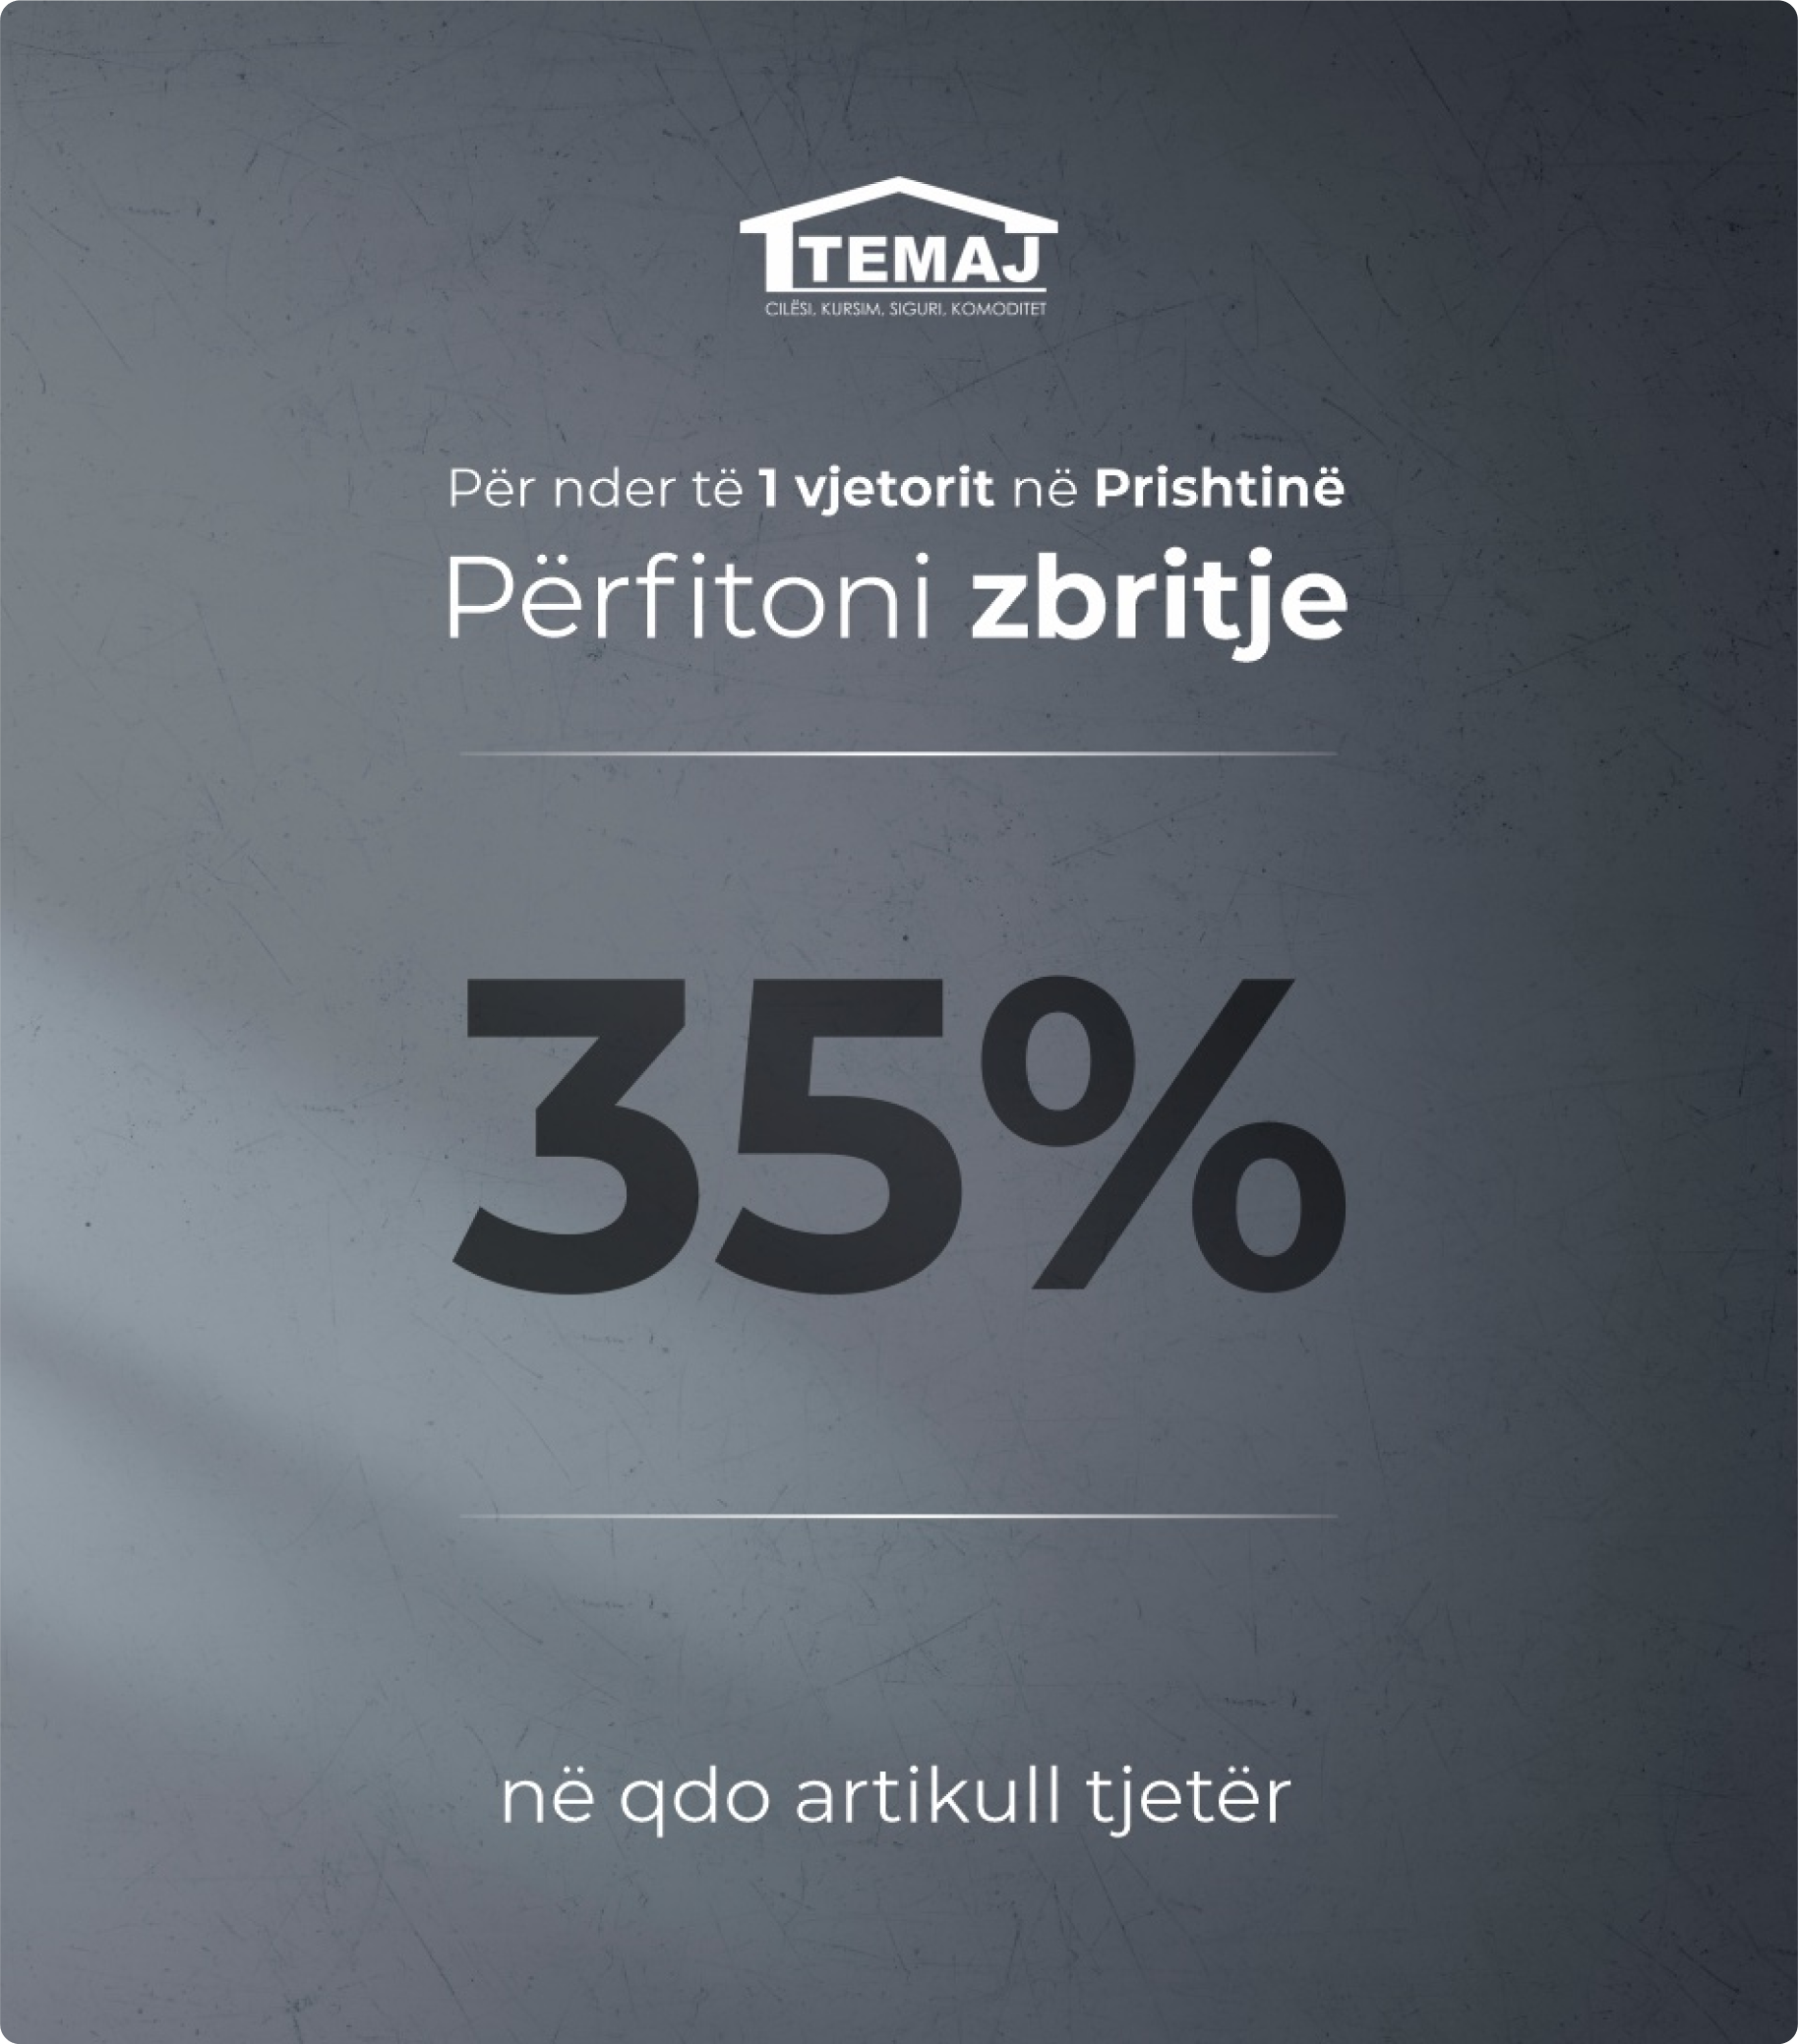 TEMAJ
CILËSI, KURSIM, SIGURI, KOMODITET
Për nder të 1 vjetorit në Prishtinë
Përfitoni zbritje
35%
në qdo artikull tjetër